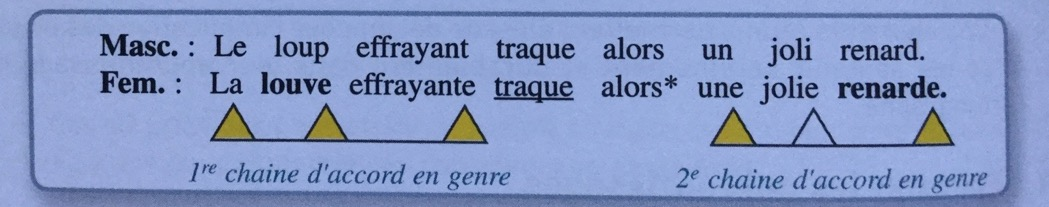 Masc. : Le loup effrayant traque alors un joli renard.
Fem. : La louve effrayante traque alors* une jolie renarde.
1re chaine d'accord en genre 2e chaine d'accord en genre